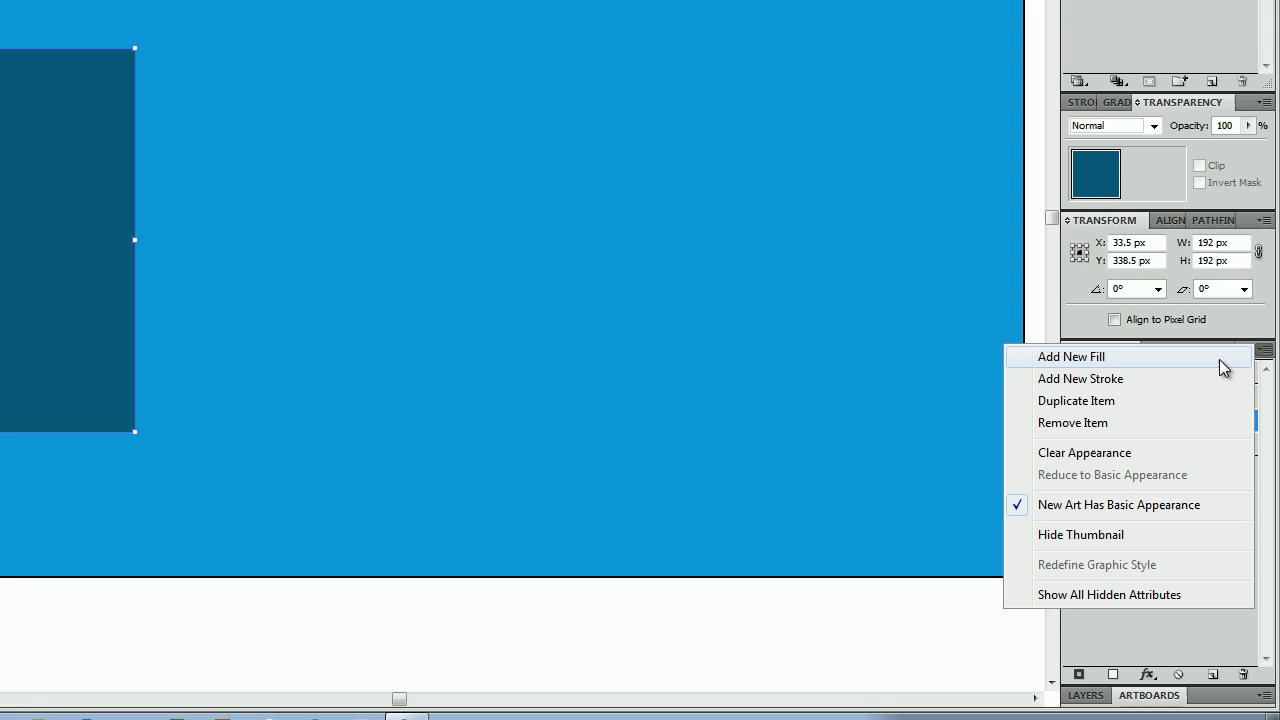 STRO GRAD TRANSPARENCY
Normal Opacity: 100 %
Clip
Invert Mask
TRANSFORM ALIGN PATHFIN
X: 33.5 px W: 192 px
Y: 338.5 px H: 192 px
0° 0°
Align to Pixel Grid
Add New Fill
Add New Stroke
Duplicate Item
Remove Item
Clear Appearance
Reduce to Basic Appearance
New Art Has Basic Appearance
Hide Thumbnail
Redefine Graphic Style
Show All Hidden Attributes
fx
LAYERS ARTBOARDS